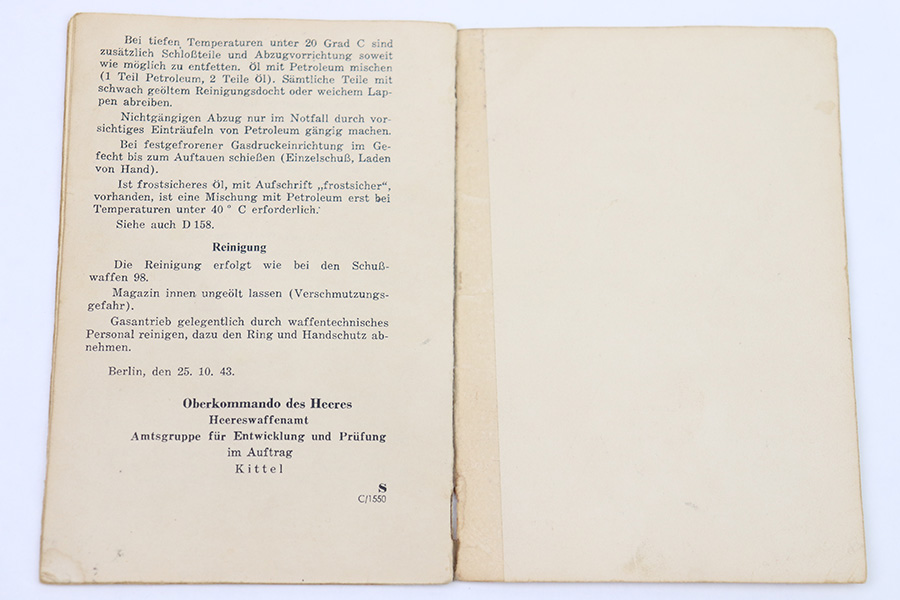 Bei tiefen Temperaturen unter 20 Grad C sind
zusätzlich Schloßteile und Abzugvorrichtung soweit
wie möglich zu entfetten. Öl mit Petroleum mischen
(1 Teil Petroleum, 2 Teile Öl). Sämtliche Teile mit
schwach geöltem Reinigungsdocht oder weichem Lap-
pen abreiben.
Nichtgängigen Abzug nur im Notfall durch vor-
sichtiges Einträufeln von Petroleum gängig machen.
Bei festgefrorener Gasdruckeinrichtung im Ge-
fecht bis zum Auftauen schießen (Einzelschuß, Laden
von Hand).
Ist frostsicheres Öl, mit Aufschrift „frostsicher“,
vorhanden, ist eine Mischung mit Petroleum erst bei
Temperaturen unter 40° C erforderlich.
Siehe auch D 158.
Reinigung
Die Reinigung erfolgt wie bei den Schuß-
waffen 98.
Magazin innen ungeölt lassen (Verschmutzungs-
gefahr).
Gasantrieb gelegentlich durch waffentechnisches
Personal reinigen, dazu den Ring und Handschutz ab-
nehmen.
Berlin, den 25. 10. 43.
Oberkommando des Heeres
Heereswaffenamt
Amtsgruppe für Entwicklung und Prüfung
im Auftrag
Kittel
S
C/1550